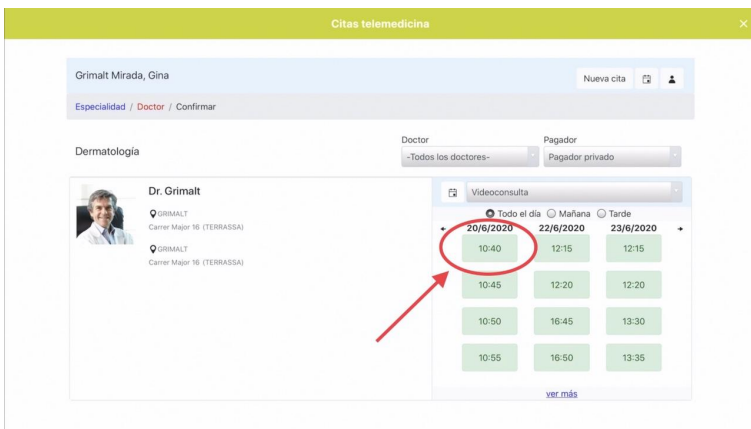 Citas telemedicina
Grimalt Mirada, Gina
Nueva cita
Especialidad / Doctor / Confirmar
Dermatología
Doctor
-Todos los doctores-
Pagador
Pagador privado
Dr. Grimalt
GRIMALT
Carrer Major 16 (TERRASSA)
GRIMALT
Carrer Major 16 (TERRASSA)
Videoconsulta
Todo el día Mañana Tarde
20/6/2020 22/6/2020 23/6/2020
10:40 12:15 12:15
10:45 12:20 12:20
10:50 16:45 13:30
10:55 16:50 13:35
ver más